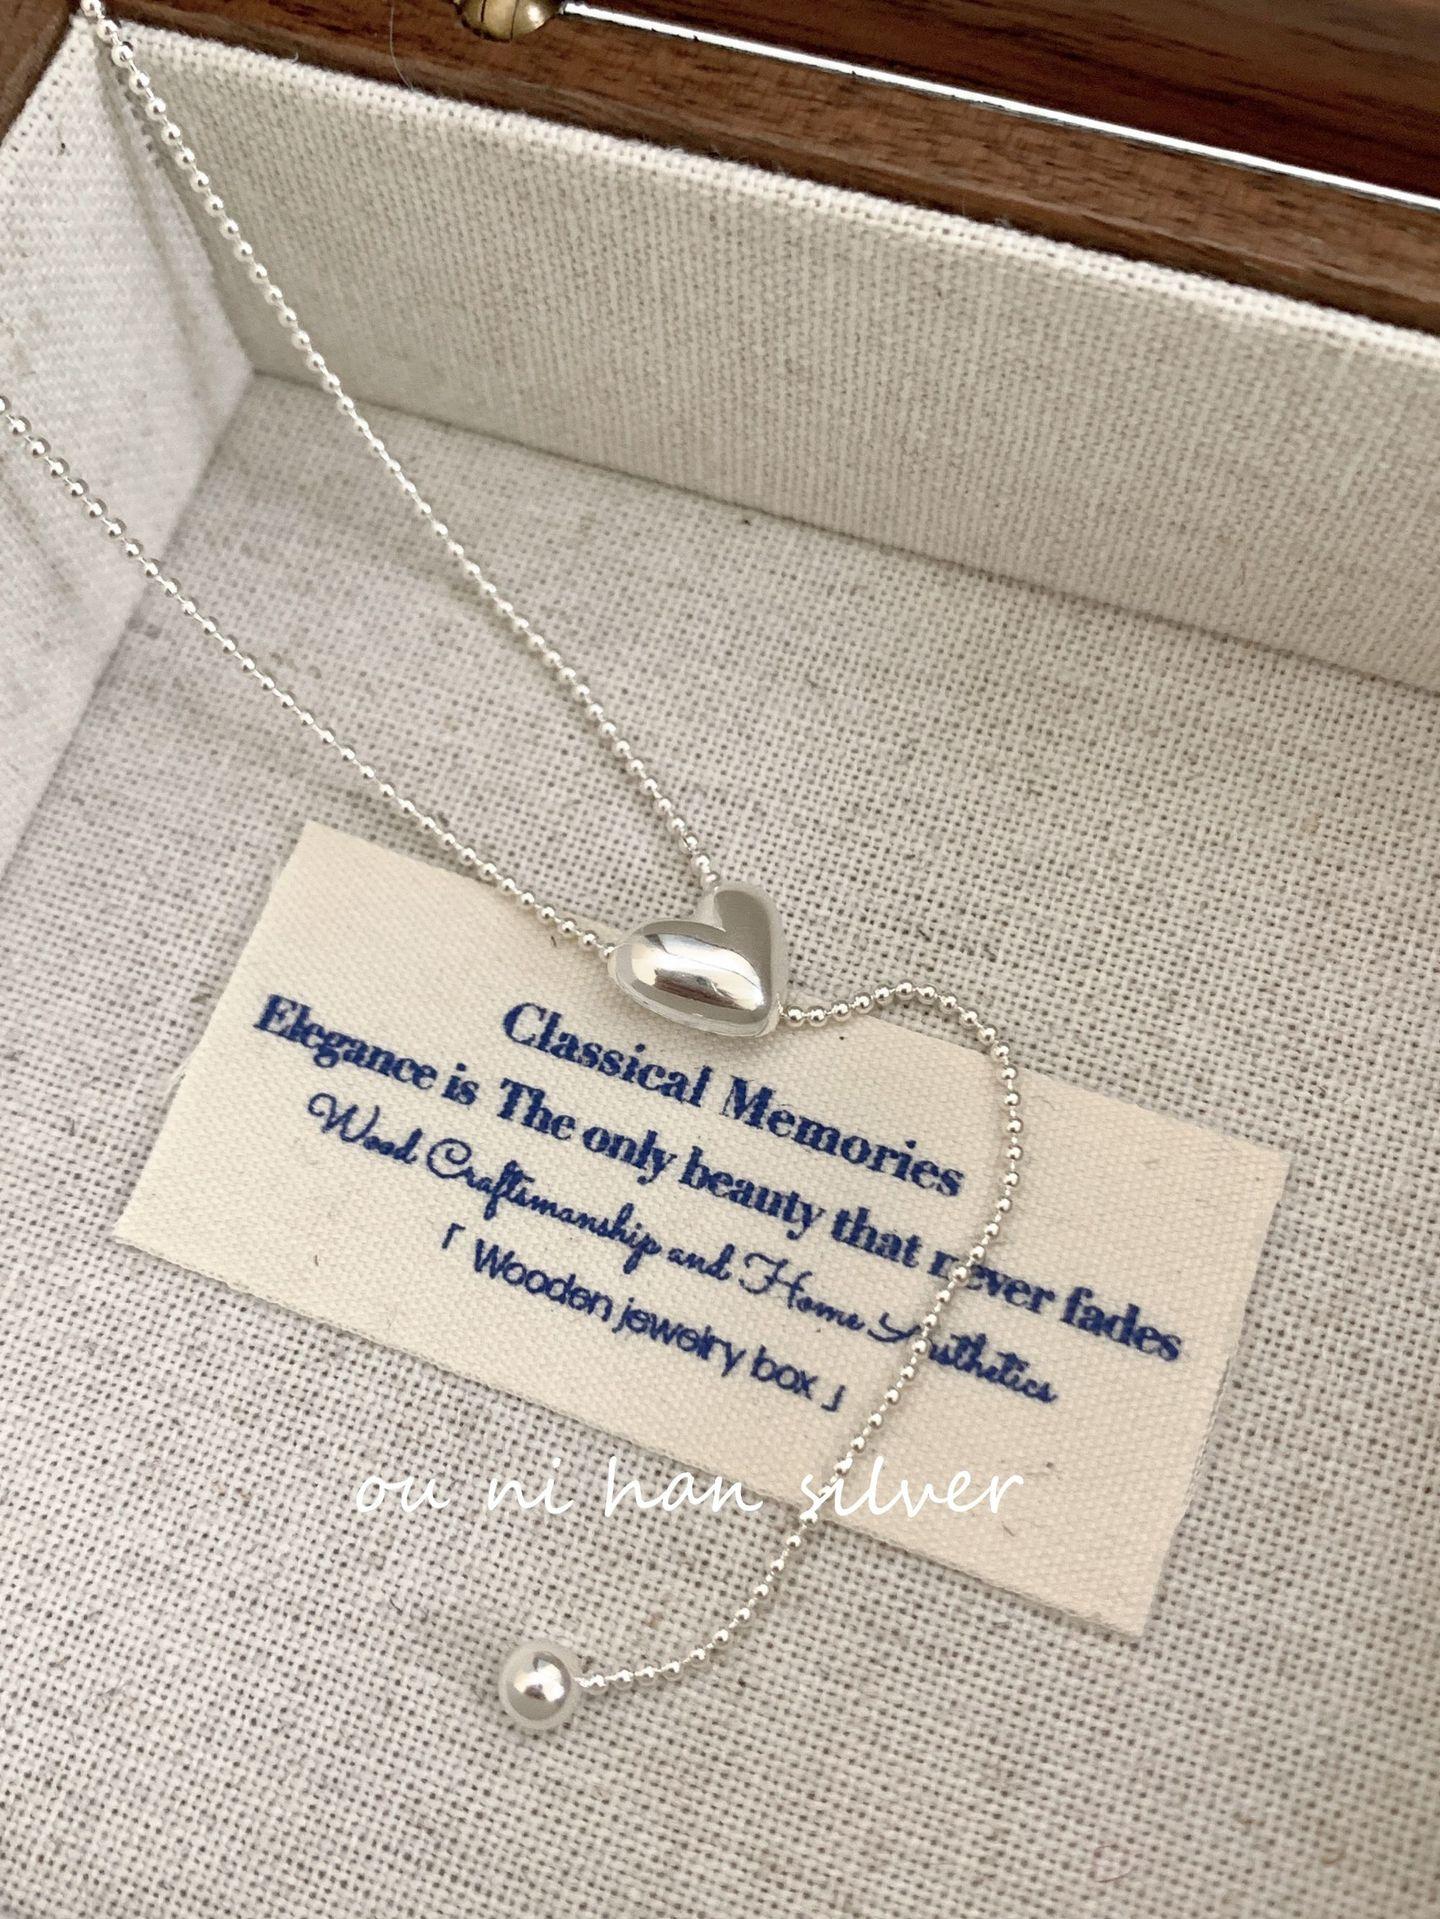 Classical Memories
Elegance is The only beauty that never fades
Wood Craftsmanship and Home Aesthetics
「 Wooden jewelry box 」
ou ni han silver